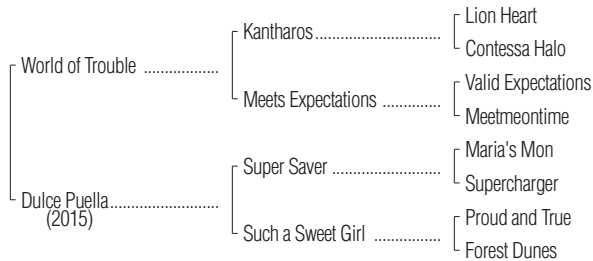 Lion Heart
Kantharos
Contessa Halo
World of Trouble
Valid Expectations
Meets Expectations
Meetmeontime
Maria's Mon
Super Saver
Supercharger
Dulce Puella
(2015)
Proud and True
Such a Sweet Girl
Forest Dunes